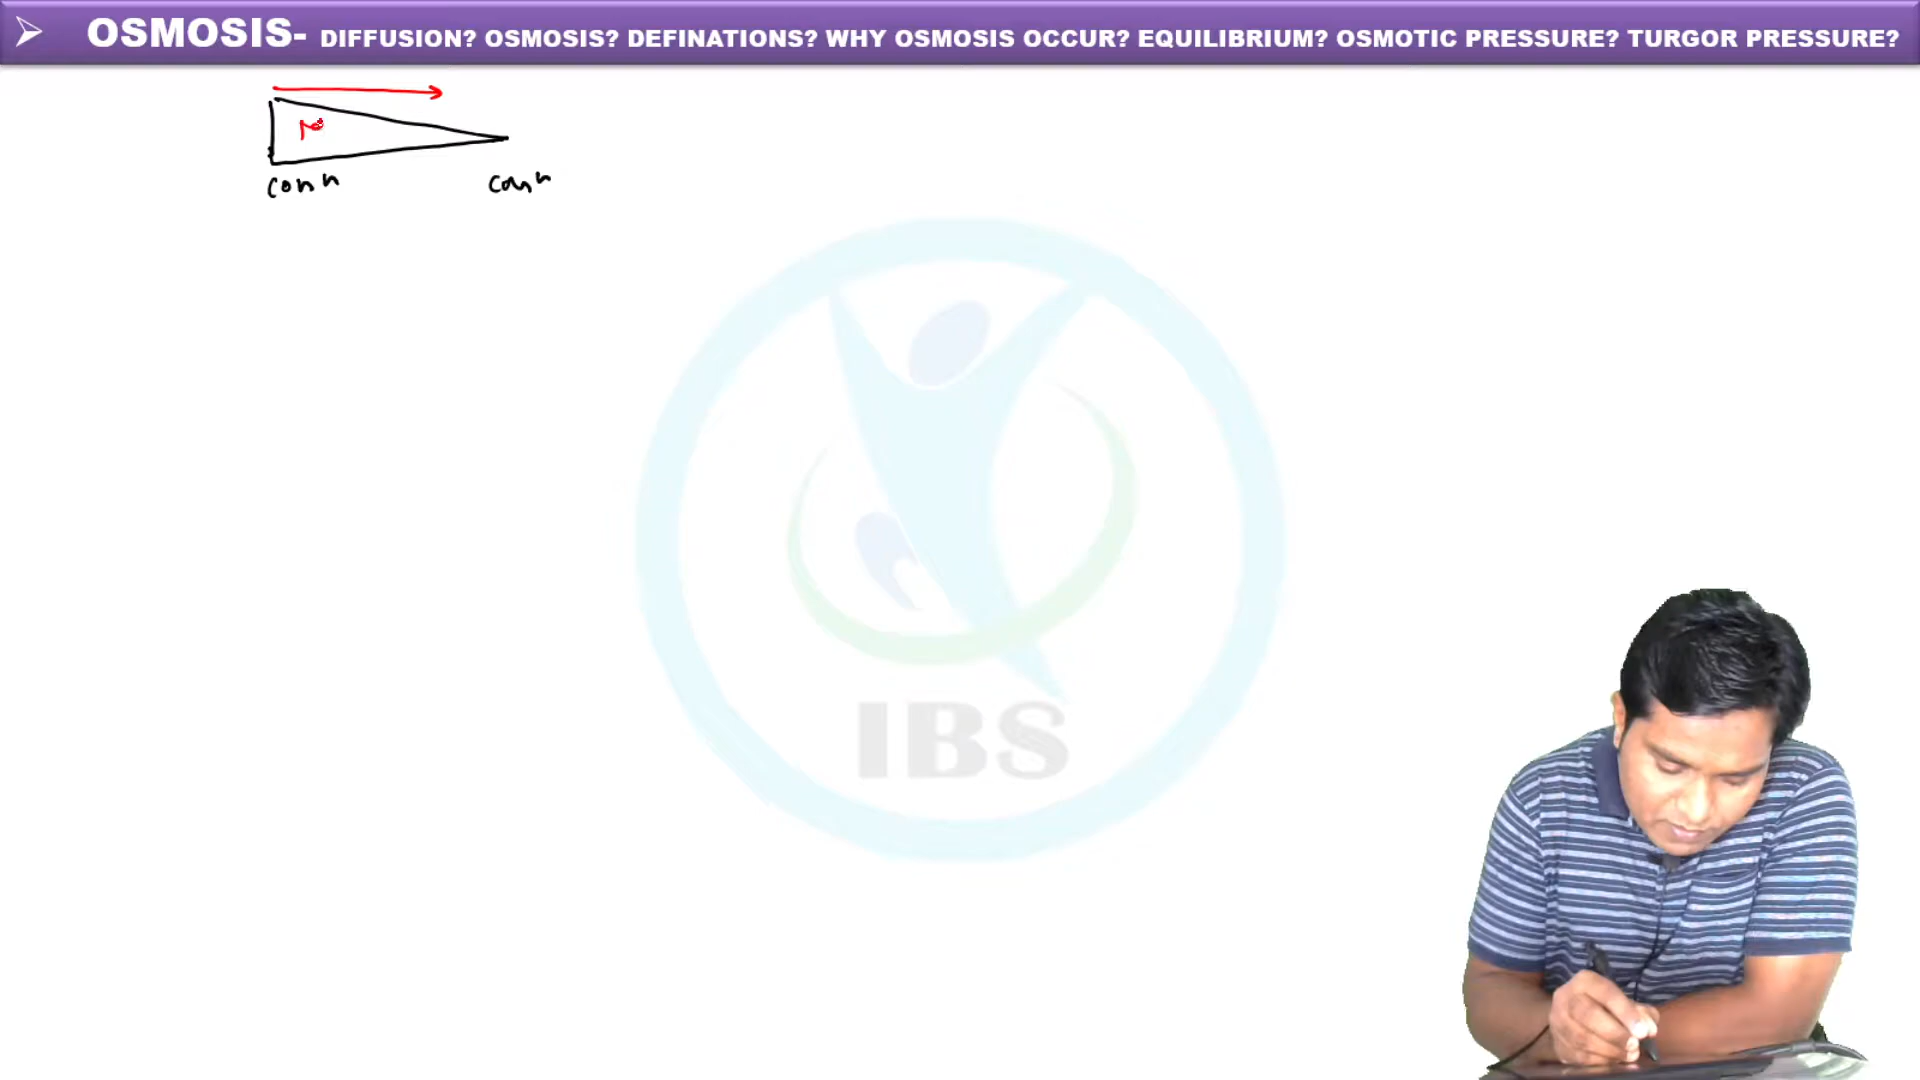 OSMOSIS- DIFFUSION? OSMOSIS? DEFINATIONS? WHY OSMOSIS OCCUR? EQUILIBRIUM? OSMOTIC PRESSURE? TURGOR PRESSURE?
conn conn
IBS